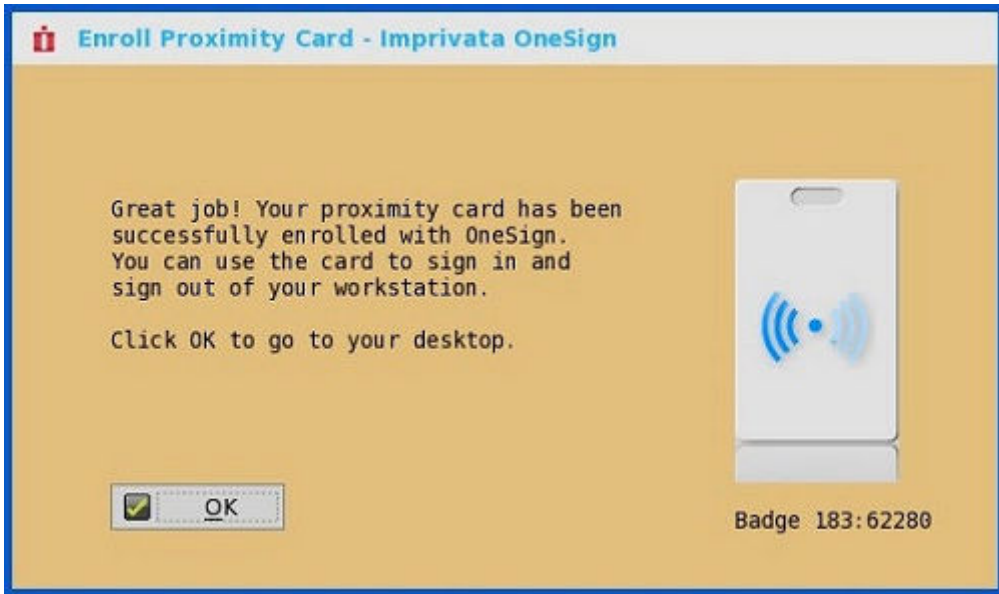 Enroll Proximity Card - Imprivata OneSign
Great job! Your proximity card has been
successfully enrolled with OneSign.
You can use the card to sign in and
sign out of your workstation.
Click OK to go to your desktop.
OK
Badge 183:62280